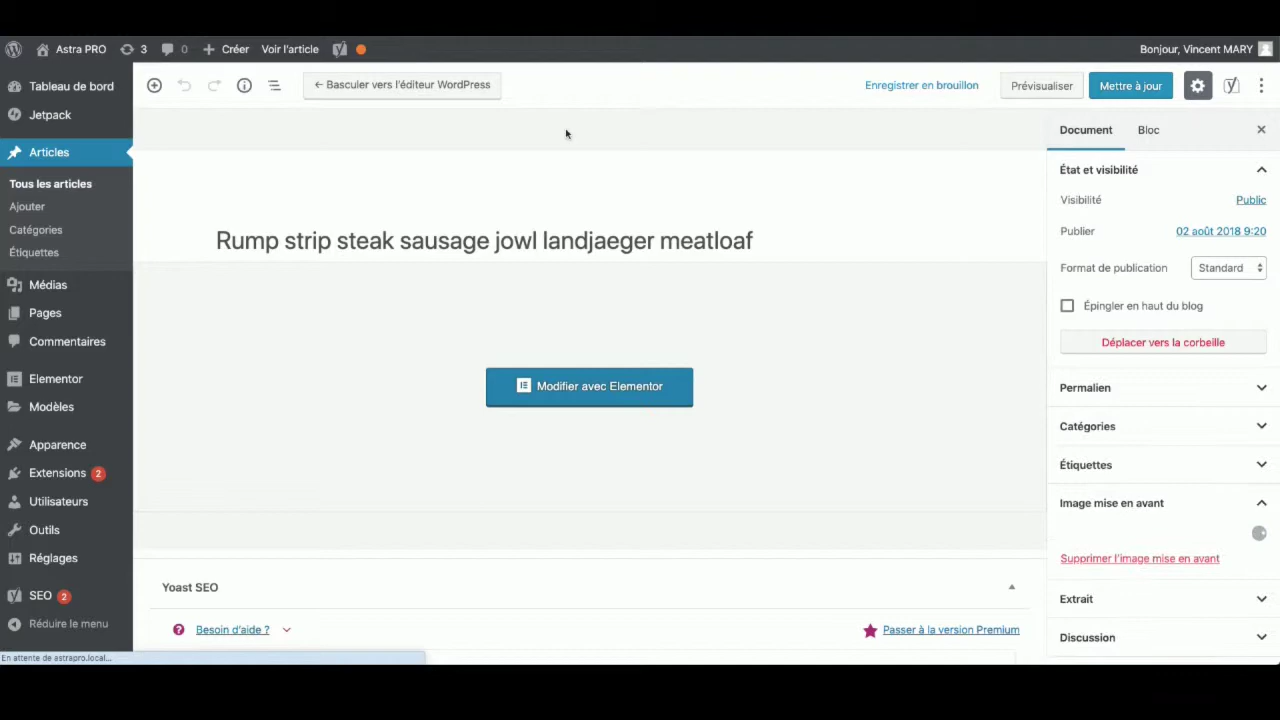 Astra PRO
3
0
Créer
Voir l'article
Bonjour, Vincent MARY
Tableau de bord
Jetpack
Articles
Tous les articles
Ajouter
Catégories
Étiquettes
Médias
Pages
Commentaires
Elementor
Modèles
Apparence
Extensions 2
Utilisateurs
Outils
Réglages
SEO 2
Réduire le menu
En attente de astrapro.local...
← Basculer vers l'éditeur WordPress
Enregistrer en brouillon
Prévisualiser
Mettre à jour
Rump strip steak sausage jowl landjaeger meatloaf
Modifier avec Elementor
Yoast SEO
Besoin d'aide ?
Passer à la version Premium
Document
Bloc
État et visibilité
Visibilité
Public
Publier
02 août 2018 9:20
Format de publication
Standard
Épingler en haut du blog
Déplacer vers la corbeille
Permalien
Catégories
Étiquettes
Image mise en avant
Supprimer l'image mise en avant
Extrait
Discussion